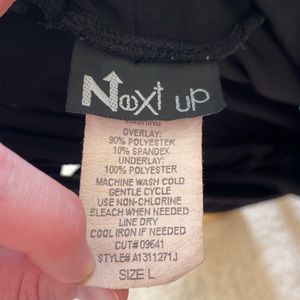 Next up
WASHING
OVERLAY:
90% POLYESTER
10% SPANDEX
UNDERLAY:
100% POLYESTER
MACHINE WASH COLD
GENTLE CYCLE
USE NON-CHLORINE
BLEACH WHEN NEEDED
LINE DRY
COOL IRON IF NEEDED
CUT# 09641
STYLE# A1311271J
SIZE L